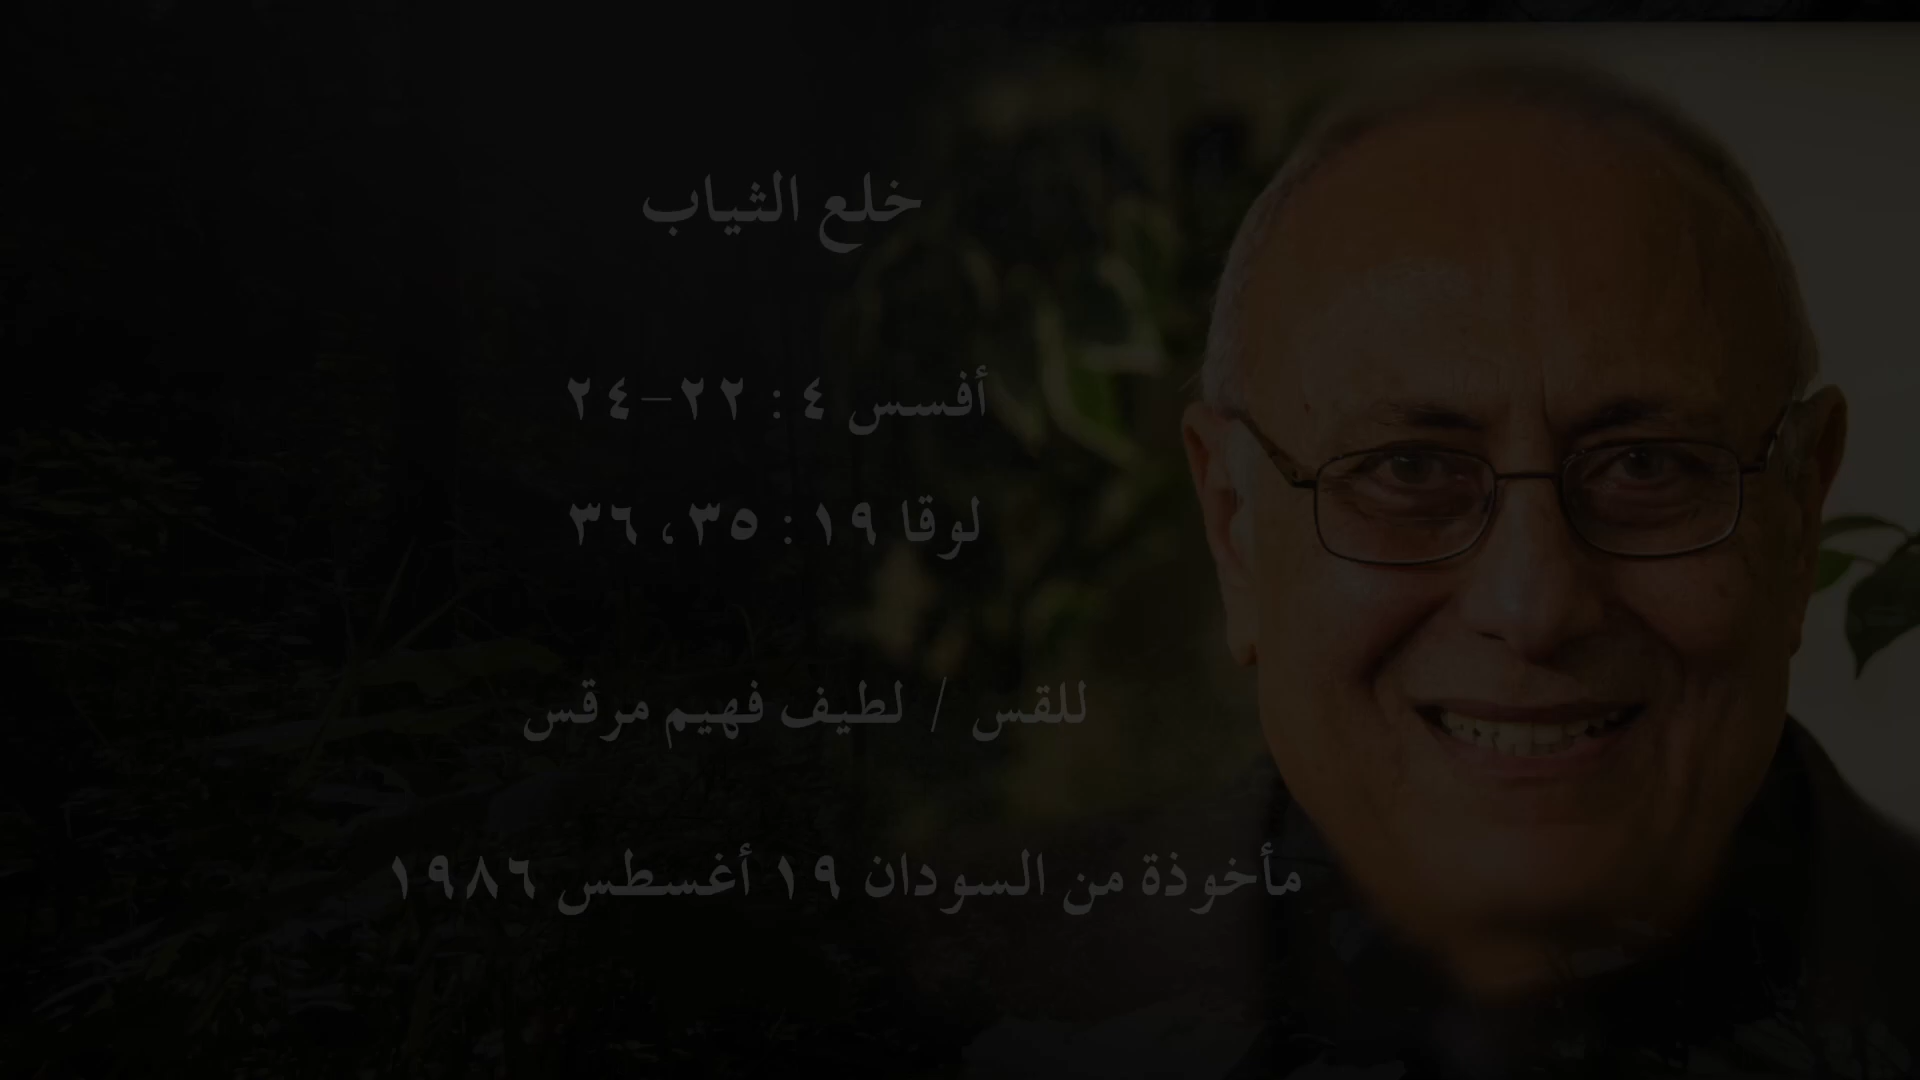 خلع الثياب
أفسس ٤ : ٢٢-٢٤
لوقا ١٩ : ٣٥، ٣٦
للقس / لطيف فهيم مرقس
مأخوذة من السودان ١٩ أغسطس ١٩٨٦